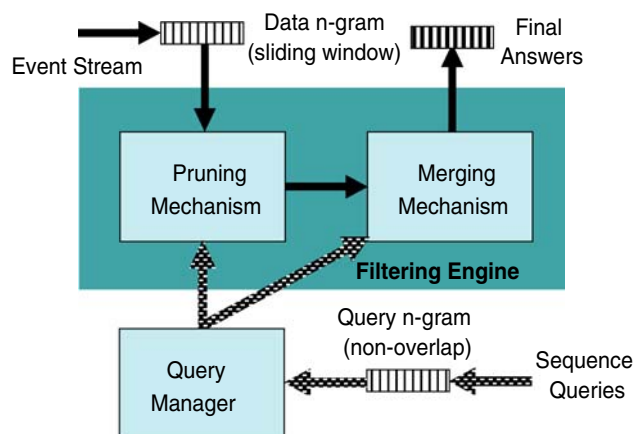 Data n-gram
(sliding window)
Event Stream
Final
Answers
Pruning
Mechanism
Merging
Mechanism
Filtering Engine
Query n-gram
(non-overlap)
Query
Manager
Sequence
Queries